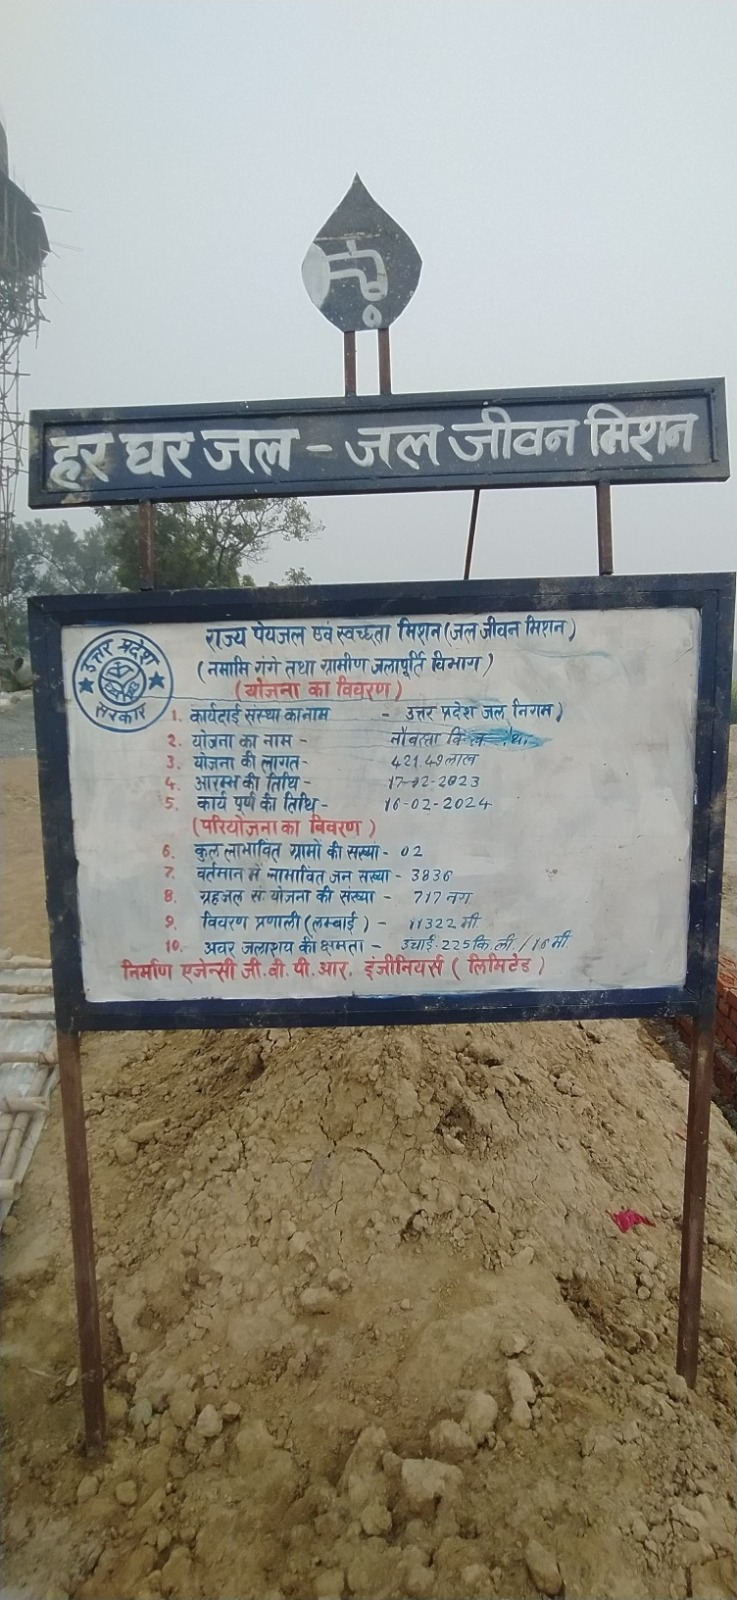 हर घर जल - जल जीवन मिशन
उत्तर प्रदेश
सरकार
राज्य पेयजल एवं स्वच्छता मिशन (जल जीवन मिशन)
(नमामि गंगे तथा ग्रामीण जलापूर्ति विभाग)
(योजना का विवरण)
1. कार्यदाई संस्था का नाम - उत्तर प्रदेश जल निगम)
2. योजना का नाम - नौबस्ता
3. योजना की लागत- 421.49 लाख
4. आरम्भ की तिथि - 17-02-2023
5. कार्य पूर्ण की तिथि - 16-02-2024
(परियोजना का विवरण)
6. कुल लाभावित ग्रामों की संख्या - 02
7. वर्तमान में लाभावित जन संख्या - 3836
8. ग्रहजल सं योजना की संख्या - 717 नग
9. विवरण प्रणाली (लम्बाई) - 11322 मी
10. अवर जलाशय की क्षमता - उचाई. 225 कि.ली. / 16 मी
निर्माण एजेन्सी जी. वी. पी. आर. इंजीनियर्स (लिमिटेड)